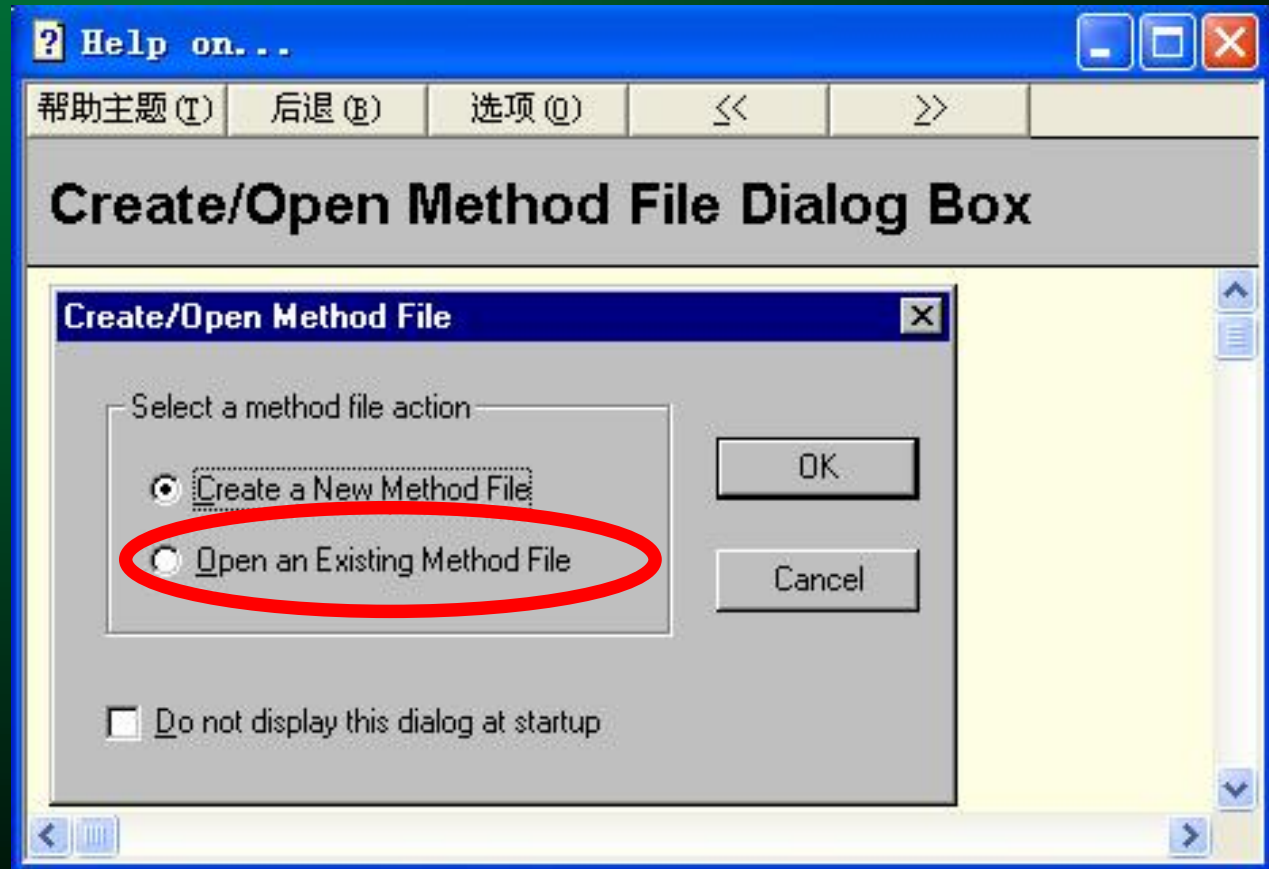 Help on...
帮助主题(T) 后退(B) 选项(O) << >>
Create/Open Method File Dialog Box
Create/Open Method File
Select a method file action
Create a New Method File
Open an Existing Method File
OK
Cancel
Do not display this dialog at startup